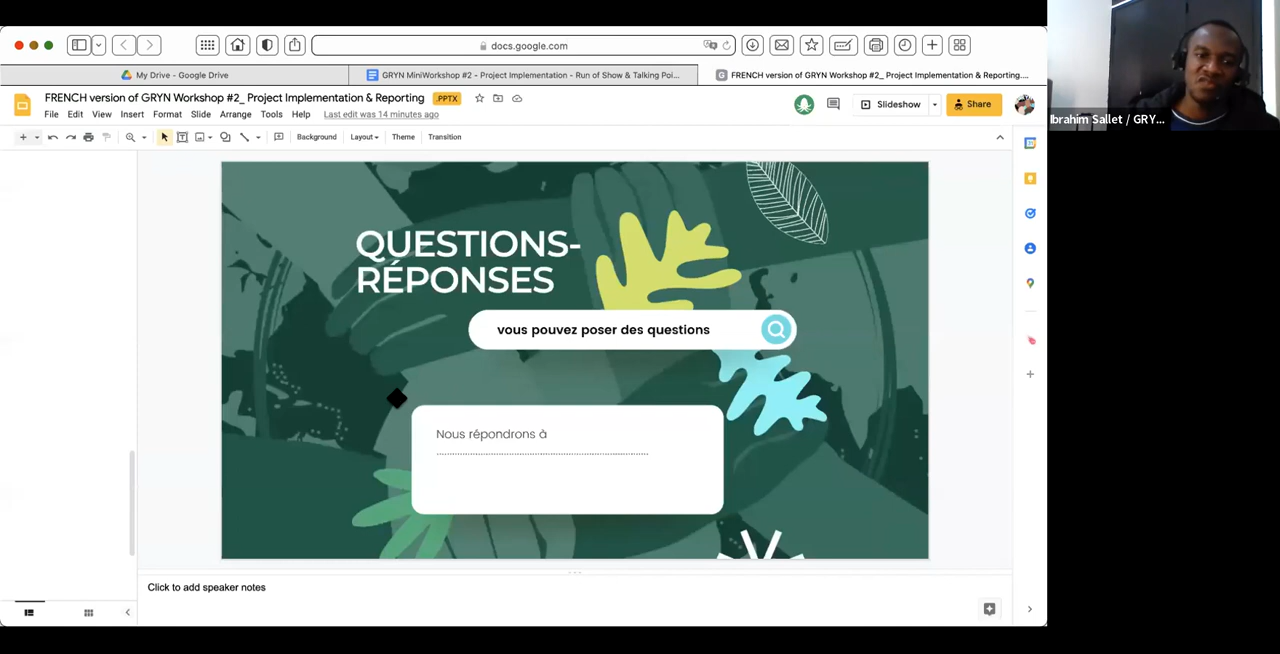 docs.google.com
My Drive - Google Drive
GRYN MiniWorkshop #2 - Project Implementation - Run of Show & Talking Poi...
FRENCH version of GRYN Workshop #2_ Project Implementation & Reporting....
FRENCH version of GRYN Workshop #2_ Project Implementation & Reporting
.PPTX
Slideshow
Share
File Edit View Insert Format Slide Arrange Tools Help Last edit was 14 minutes ago
Background Layout Theme Transition
QUESTIONS-
RÉPONSES
vous pouvez poser des questions
Nous répondrons à
Click to add speaker notes
Ibrahim Sallet / GRY...